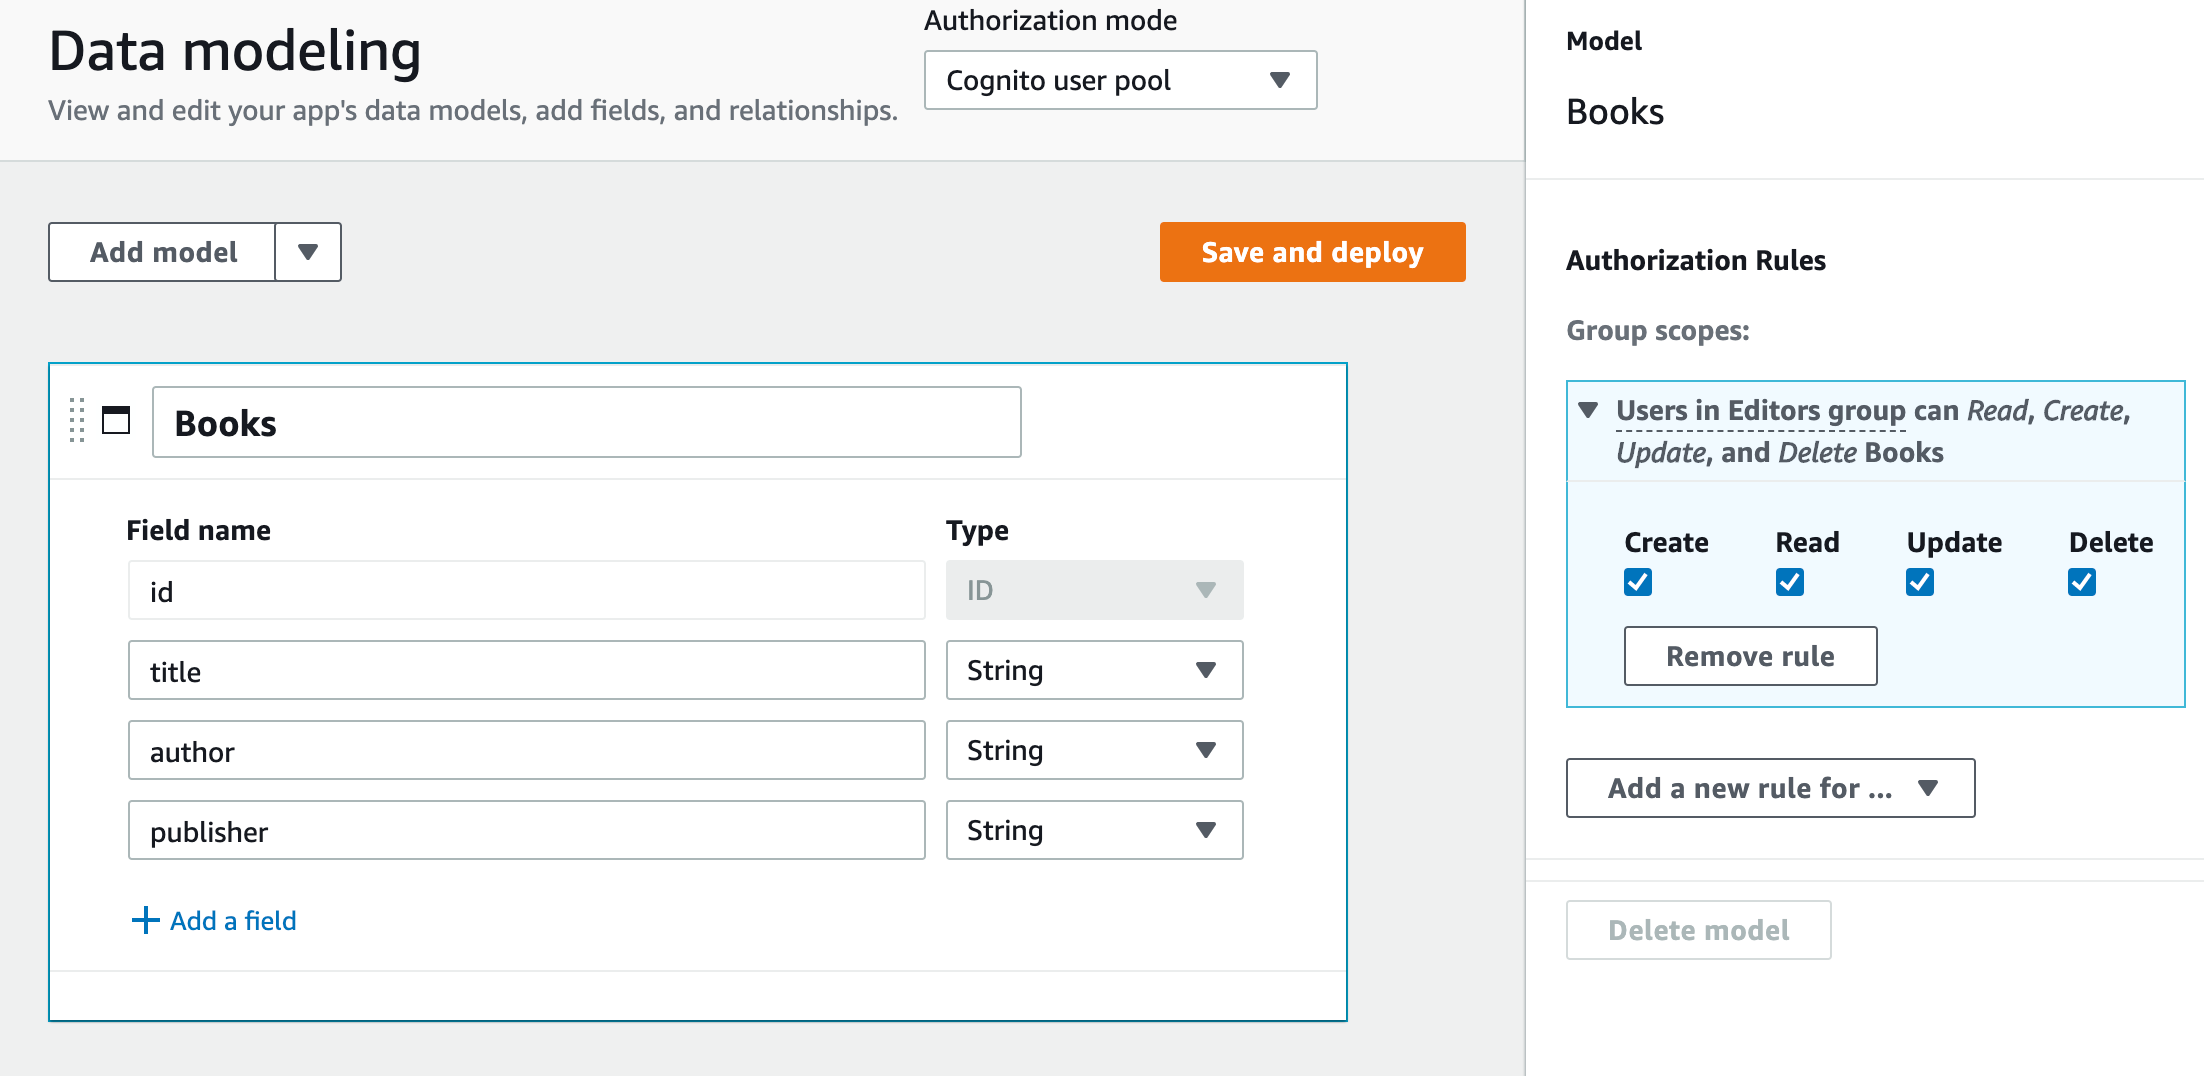 Data modeling
View and edit your app's data models, add fields, and relationships.
Authorization mode
Cognito user pool
Add model
Save and deploy
Books
Field name
Type
id
ID
title
String
author
String
publisher
String
Add a field
Model
Books
Authorization Rules
Group scopes:
Users in Editors group can Read, Create,
Update, and Delete Books
Create Read Update Delete
Remove rule
Add a new rule for ...
Delete model